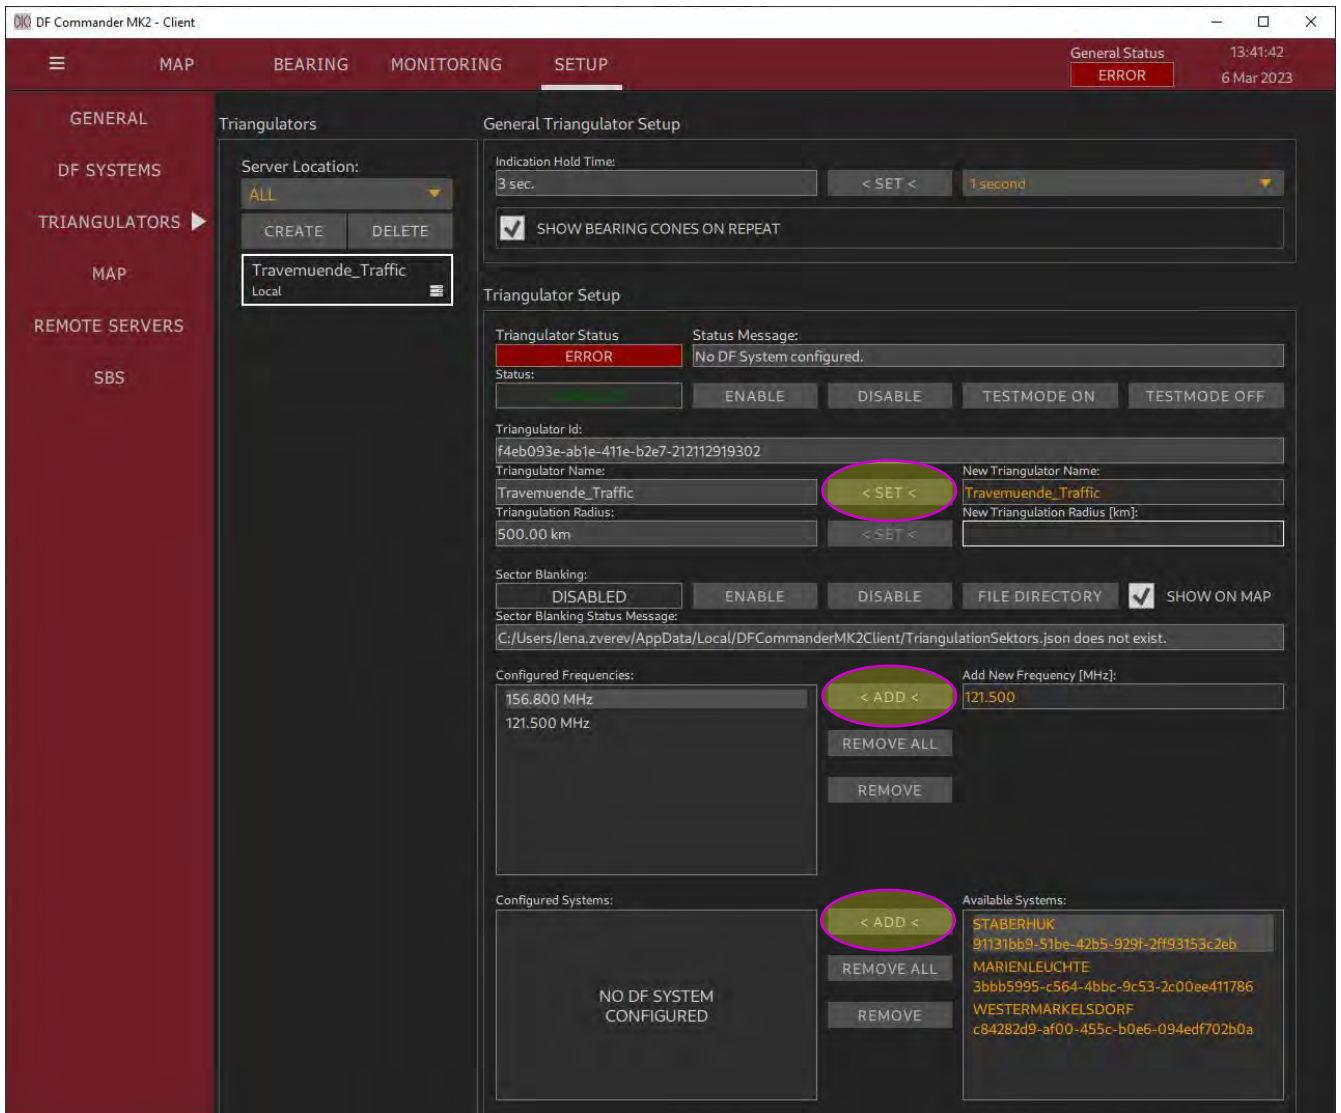 DF Commander MK2 - Client
MAP BEARING MONITORING SETUP
General Status
ERROR
13:41:42
6 Mar 2023
GENERAL
DF SYSTEMS
TRIANGULATORS
MAP
REMOTE SERVERS
SBS
Triangulators
Server Location:
ALL
CREATE DELETE
Travemuende_Traffic
Local
General Triangulator Setup
Indication Hold Time:
3 sec. < SET < 1 second
SHOW BEARING CONES ON REPEAT
Triangulator Setup
Triangulator Status Status Message:
ERROR No DF System configured.
Status:
ENABLE DISABLE TESTMODE ON TESTMODE OFF
Triangulator Id:
f4eb093e-ab1e-411e-b2e7-212112919302
Triangulator Name: New Triangulator Name:
Travemuende_Traffic < SET < Travemuende_Traffic
Triangulation Radius: New Triangulation Radius [km]:
500.00 km < SET <
Sector Blanking:
DISABLED ENABLE DISABLE FILE DIRECTORY SHOW ON MAP
Sector Blanking Status Message:
C:/Users/lena.zverev/AppData/Local/DFCommanderMK2Client/TriangulationSektors.json does not exist.
Configured Frequencies: Add New Frequency [MHz]:
156.800 MHz < ADD < 121.500
121.500 MHz
REMOVE ALL
REMOVE
Configured Systems: Available Systems:
< ADD < STABERHUK
91131bb9-51be-42b5-929f-2ff93153c2eb
REMOVE ALL MARIENLEUCHTE
3bbb5995-c564-4bbc-9c53-2c00ee411786
NO DF SYSTEM
CONFIGURED
REMOVE WESTERMARKELSDORF
c84282d9-af00-455c-b0e6-094edf702b0a